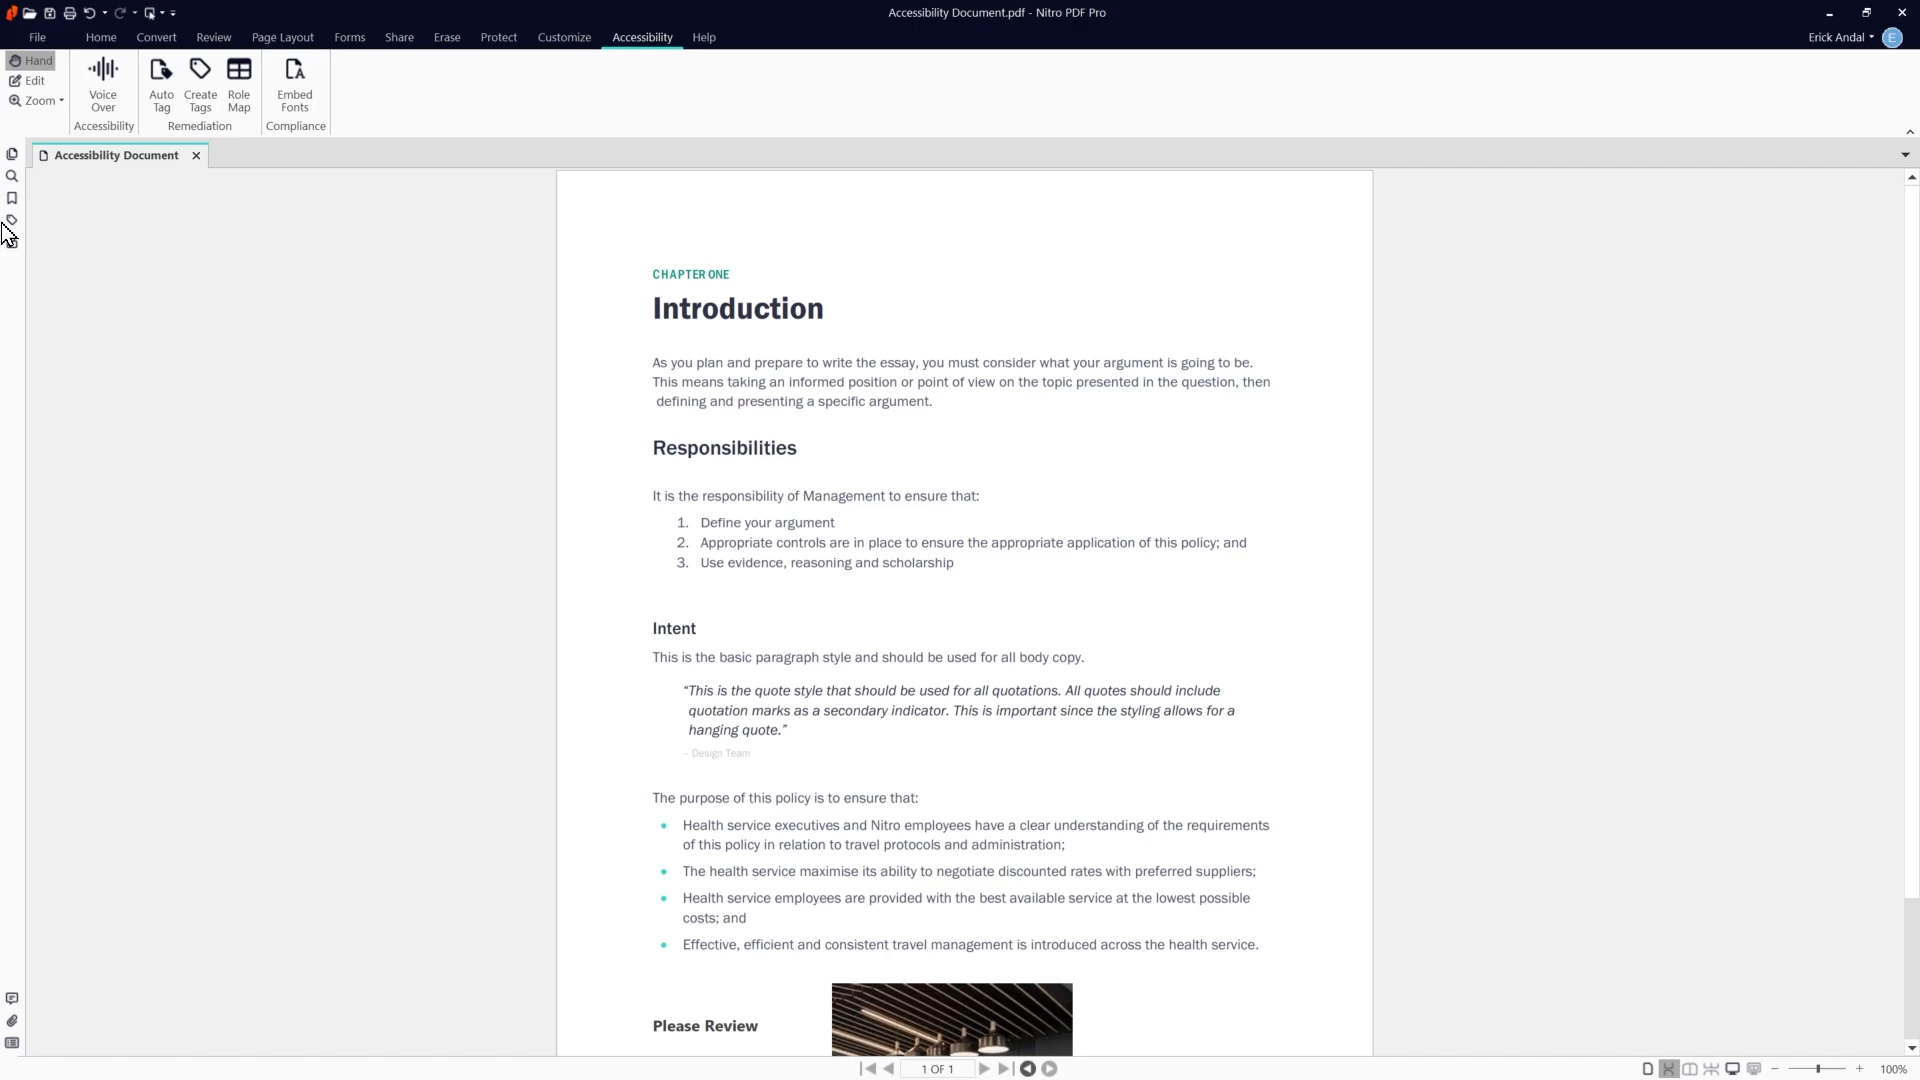 Accessibility Document.pdf - Nitro PDF Pro
File Home Convert Review Page Layout Forms Share Erase Protect Customize Accessibility Help
Erick Andal E
Hand
Edit
Zoom
Voice Over
Auto Tag
Create Tags
Role Map
Embed Fonts
Accessibility Remediation Compliance
Accessibility Document
CHAPTER ONE
Introduction
As you plan and prepare to write the essay, you must consider what your argument is going to be.
This means taking an informed position or point of view on the topic presented in the question, then
defining and presenting a specific argument.
Responsibilities
It is the responsibility of Management to ensure that:
1. Define your argument
2. Appropriate controls are in place to ensure the appropriate application of this policy; and
3. Use evidence, reasoning and scholarship
Intent
This is the basic paragraph style and should be used for all body copy.
“This is the quote style that should be used for all quotations. All quotes should include
quotation marks as a secondary indicator. This is important since the styling allows for a
hanging quote.”
- Design Team
The purpose of this policy is to ensure that:
• Health service executives and Nitro employees have a clear understanding of the requirements
of this policy in relation to travel protocols and administration;
• The health service maximise its ability to negotiate discounted rates with preferred suppliers;
• Health service employees are provided with the best available service at the lowest possible
costs; and
• Effective, efficient and consistent travel management is introduced across the health service.
Please Review
1 OF 1
100%